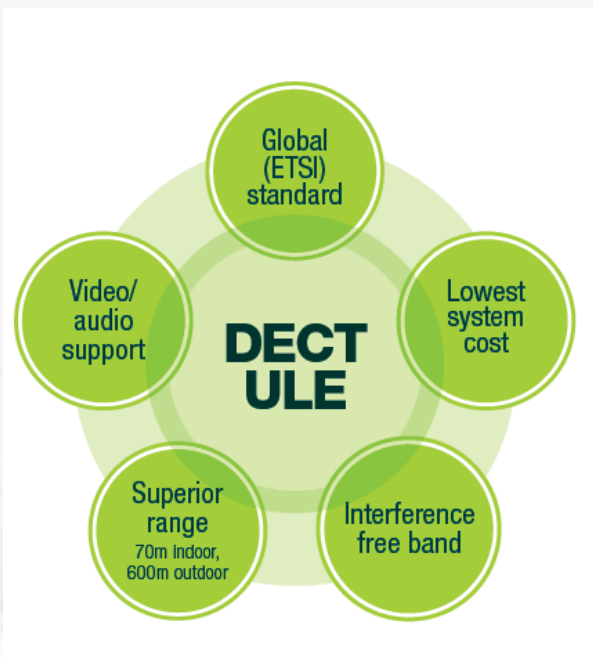 Global
(ETSI)
standard
Video/
audio
support
Lowest
system
cost
DECT
ULE
Superior
range
70m indoor,
600m outdoor
Interference
free band